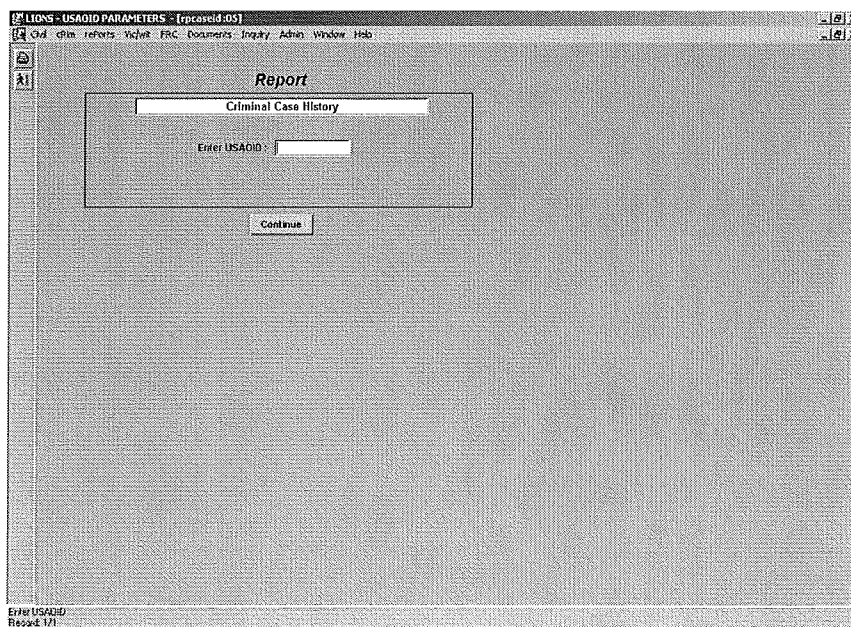 LIONS - USAOID PARAMETERS - [rpcaseid:05]
Civil cRim rePorts Vic/wit FRC Documents Inquiry Admin Window Help
Report
Criminal Case History
Enter USAOID :
Continue
Enter USAOID
Record: 1/1